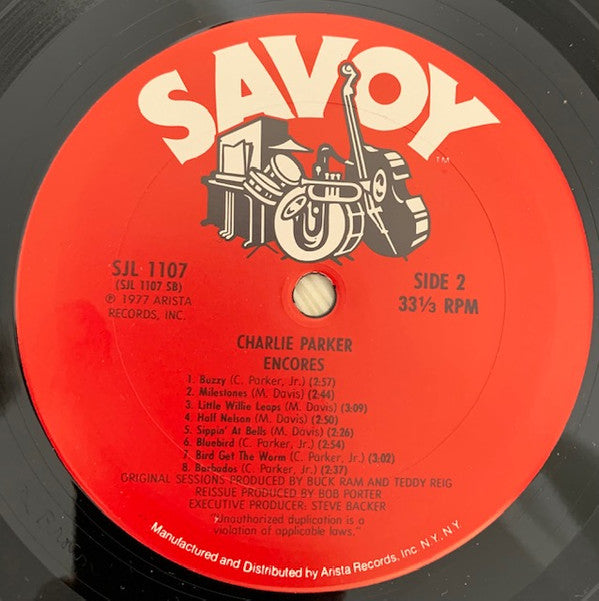 SAVOY
TM
SJL 1107
(SJL 1107 SB)
℗ 1977 ARISTA
RECORDS, INC.
SIDE 2
33⅓ RPM
CHARLIE PARKER
ENCORES
1. Buzzy (C. Parker, Jr.) (2:57)
2. Milestones (M. Davis) (2:44)
3. Little Willie Leaps (M. Davis) (3:09)
4. Half Nelson (M. Davis) (2:50)
5. Sippin' At Bells (M. Davis) (2:26)
6. Bluebird (C. Parker, Jr.) (2:54)
7. Bird Get The Worm (C. Parker, Jr.) (3:02)
8. Barbados (C. Parker, Jr.) (2:37)
ORIGINAL SESSIONS PRODUCED BY BUCK RAM AND TEDDY REIG
REISSUE PRODUCED BY BOB PORTER
EXECUTIVE PRODUCER: STEVE BACKER
"Unauthorized duplication is a
violation of applicable laws."
Manufactured and Distributed by Arista Records, Inc. N.Y., N.Y.